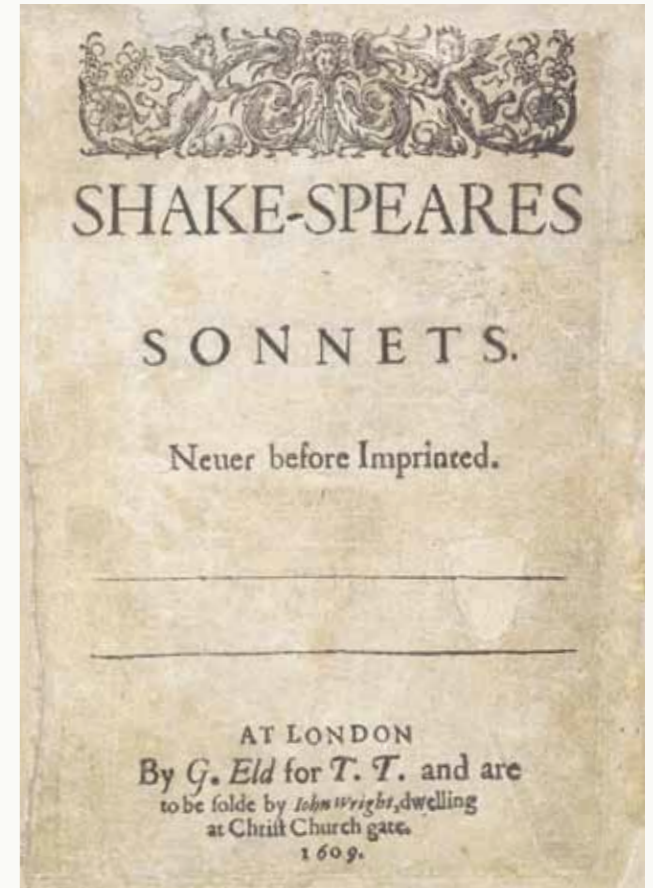 SHAKE-SPEARES
SONNETS.
Neuer before Imprinted.
AT LONDON
By G. Eld for T. T. and are
to be ſolde by Iohn Wright, dwelling
at Chriſt Church gate.
1609.